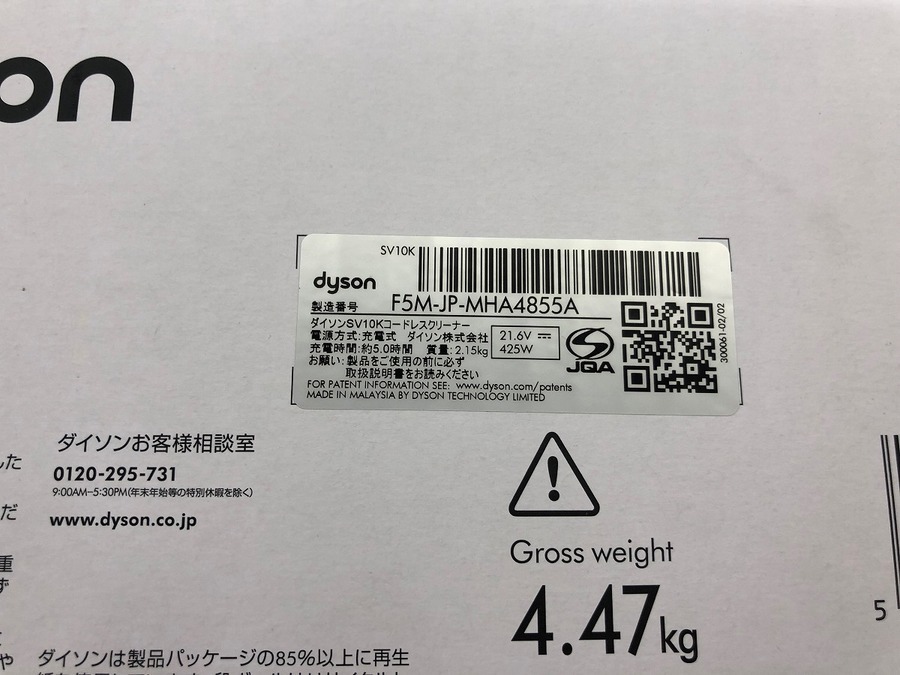 on
SV10K
dyson
製造番号 F5M-JP-MHA4855A
ダイソンSV10Kコードレスクリーナー
電源方式:充電式 ダイソン株式会社
充電時間:約5.0時間 質量: 2.15kg
お願い:製品をご使用の前に必ず
取扱説明書をお読みください
21.6V
425W
JQA
300061-02/02
FOR PATENT INFORMATION SEE: www.dyson.com/patents
MADE IN MALAYSIA BY DYSON TECHNOLOGY LIMITED
した
だ
重
ず
や
ダイソンお客様相談室
0120-295-731
9:00AM–5:30PM(年末年始等の特別休暇を除く)
www.dyson.co.jp
!
Gross weight
4.47kg
5
ダイソンは製品パッケージの85%以上に再生